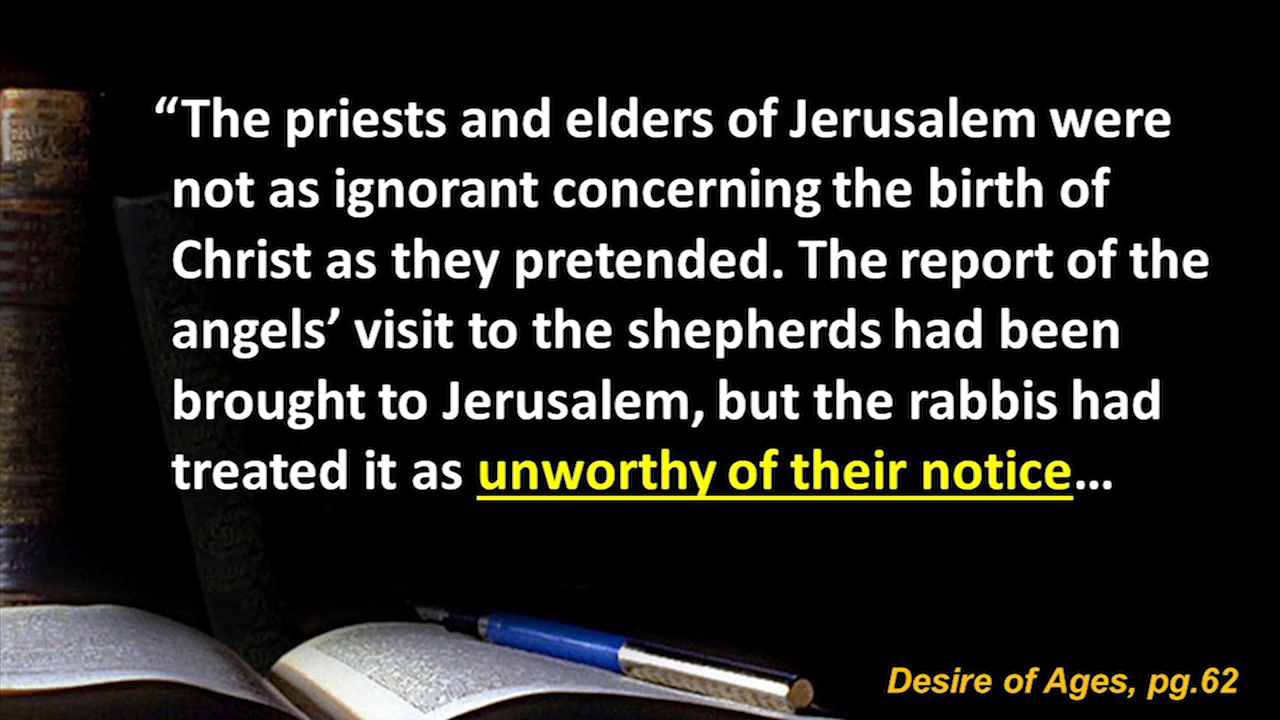 “The priests and elders of Jerusalem were
not as ignorant concerning the birth of
Christ as they pretended. The report of the
angels’ visit to the shepherds had been
brought to Jerusalem, but the rabbis had
treated it as unworthy of their notice…
Desire of Ages, pg.62